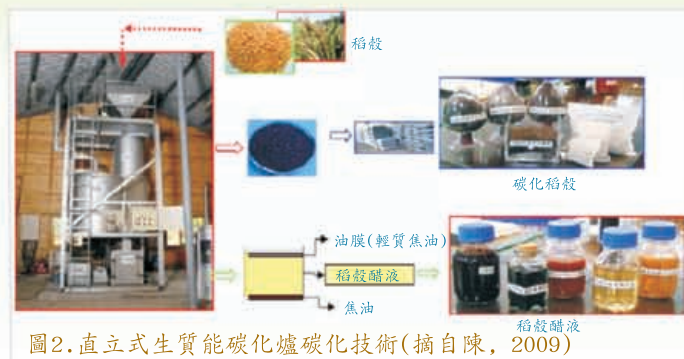 稻殼
碳化稻殼
油膜(輕質焦油)
稻殼醋液
焦油
稻殼醋液
圖2.直立式生質能碳化爐碳化技術(摘自陳, 2009)